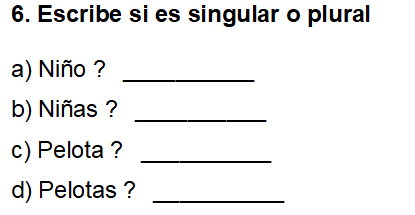 6. Escribe si es singular o plural
a) Niño ? __________
b) Niñas ? __________
c) Pelota ? __________
d) Pelotas ? __________